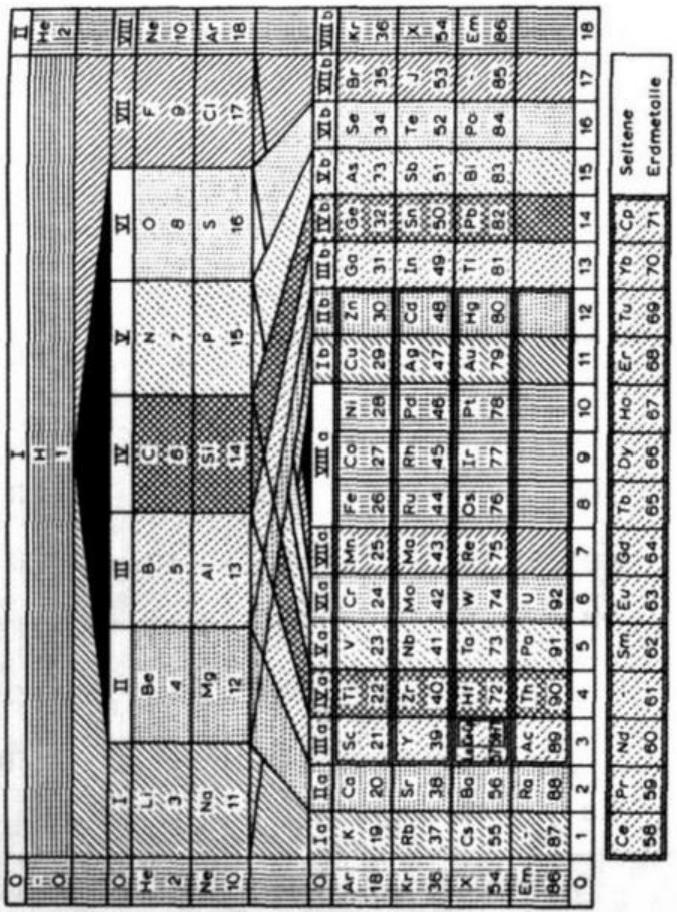 0 I II
- H He
0 1 2
0 I II III IV V VI VII VIII
He Li Be B C N O F Ne
2 3 4 5 6 7 8 9 10
Ne Na Mg Al Si P S Cl Ar
10 11 12 13 14 15 16 17 18
0 Ia IIa IIIa IVa Va VIa VIIa VIIIa Ib IIb IIIb IVb Vb VIb VIIb VIIIb
Ar K Ca Sc Ti V Cr Mn Fe Co Ni Cu Zn Ga Ge As Se Br Kr
18 19 20 21 22 23 24 25 26 27 28 29 30 31 32 33 34 35 36
Kr Rb Sr Y Zr Nb Mo Ma Ru Rh Pd Ag Cd In Sn Sb Te J X
36 37 38 39 40 41 42 43 44 45 46 47 48 49 50 51 52 53 54
X Cs Ba Hf Ta W Re Os Ir Pt Au Hg Tl Pb Bi Po - Em
54 55 56 72 73 74 75 76 77 78 79 80 81 82 83 84 85 86
Em - Ra Ac Th Pa U
86 87 88 89 90 91 92
0 1 2 3 4 5 6 7 8 9 10 11 12 13 14 15 16 17 18
Ce Pr Nd - Sm Eu Gd Tb Dy Ho Er Tu Yb Cp Seltene
58 59 60 61 62 63 64 65 66 67 68 69 70 71 Erdmetalle